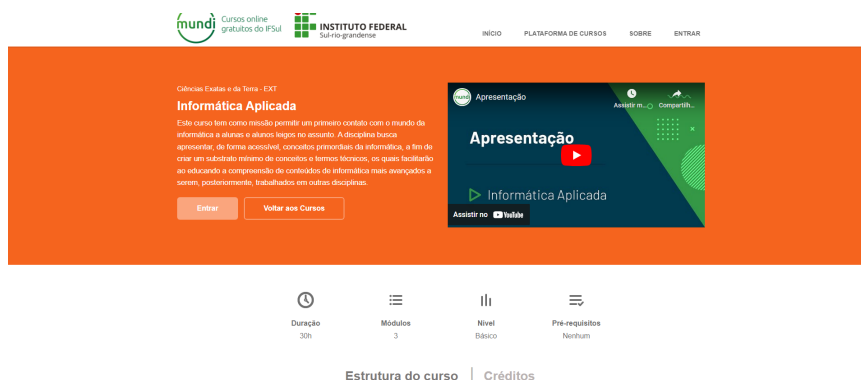 mundi
Cursos online
gratuitos do IFSul
INSTITUTO FEDERAL
Sul-rio-grandense
INÍCIO
PLATAFORMA DE CURSOS
SOBRE
ENTRAR
Ciências Exatas e da Terra - EXT
Informática Aplicada
Este curso tem como missão permitir um primeiro contato com o mundo da
informática a alunas e alunos leigos no assunto. A disciplina busca
apresentar, de forma acessível, conceitos primordiais da informática, a fim de
criar um substrato mínimo de conceitos e termos técnicos, os quais facilitarão
ao educando a compreensão de conteúdos de informática mais avançados a
serem, posteriormente, trabalhados em outras disciplinas.
Entrar
Voltar aos Cursos
mundi
Apresentação
Assistir m...
Compartilh...
Apresentação
Informática Aplicada
Assistir no YouTube
Duração
30h
Módulos
3
Nível
Básico
Pré-requisitos
Nenhum
Estrutura do curso
Créditos